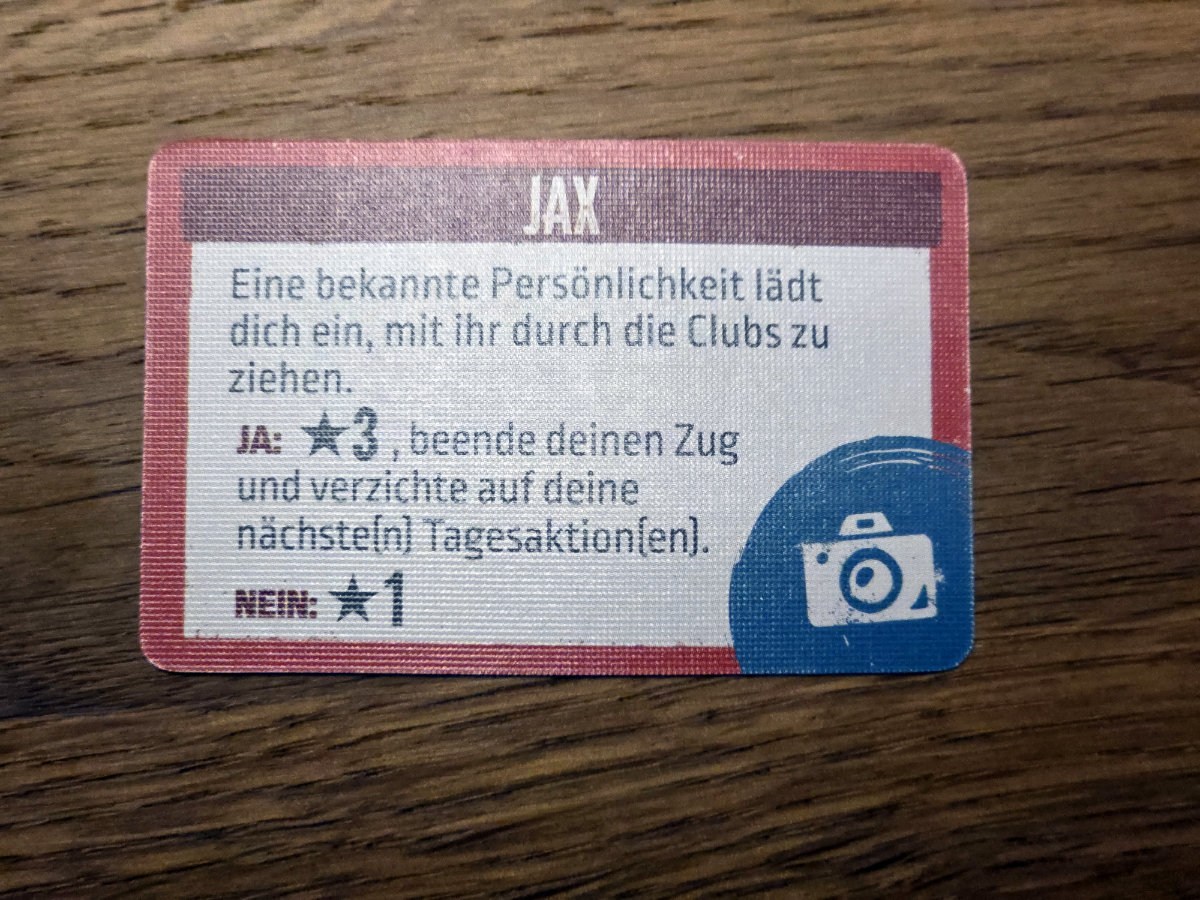 JAX
Eine bekannte Persönlichkeit lädt
dich ein, mit ihr durch die Clubs zu
ziehen.
JA: ★3, beende deinen Zug
und verzichte auf deine
nächste(n) Tagesaktion(en).
NEIN: ★1